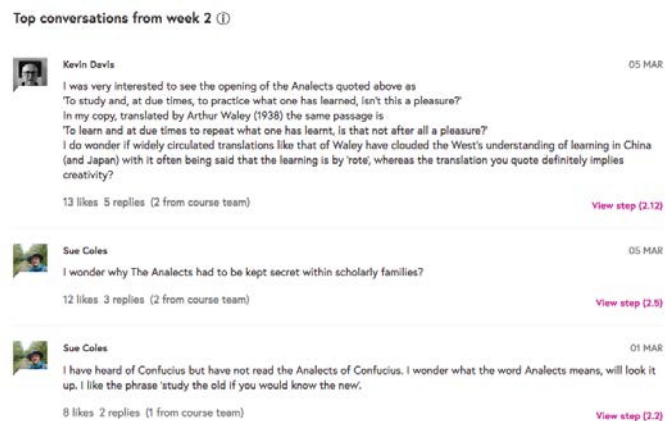 Top conversations from week 2 ⓘ
Kevin Davis 05 MAR
I was very interested to see the opening of the Analects quoted above as
'To study and, at due times, to practice what one has learned, isn't this a pleasure?'
In my copy, translated by Arthur Waley (1938) the same passage is
'To learn and at due times to repeat what one has learnt, is that not after all a pleasure?'
I do wonder if widely circulated translations like that of Waley have clouded the West's understanding of learning in China
(and Japan) with it often being said that the learning is by 'rote', whereas the translation you quote definitely implies
creativity?
13 likes 5 replies (2 from course team) View step (2.12)
Sue Coles 05 MAR
I wonder why The Analects had to be kept secret within scholarly families?
12 likes 3 replies (2 from course team) View step (2.5)
Sue Coles 01 MAR
I have heard of Confucius but have not read the Analects of Confucius. I wonder what the word Analects means, will look it
up. I like the phrase 'study the old if you would know the new'.
8 likes 2 replies (1 from course team) View step (2.2)